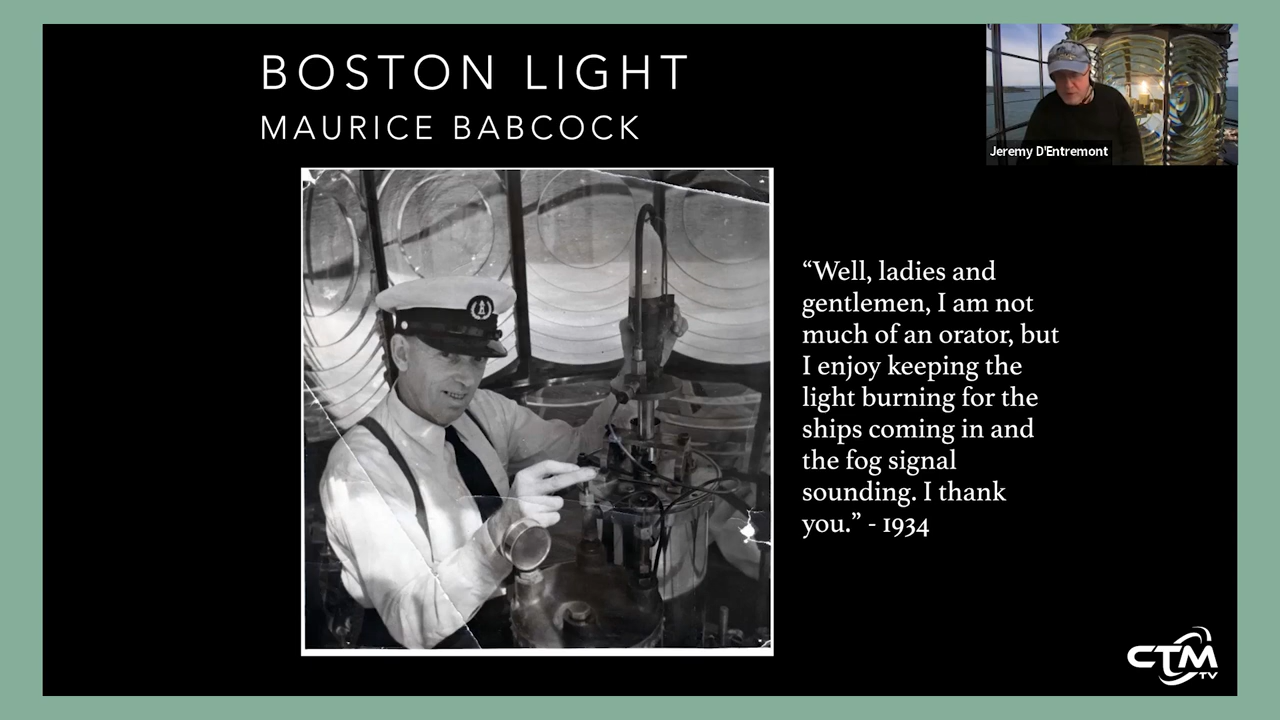 BOSTON LIGHT
MAURICE BABCOCK
Jeremy D'Entremont
“Well, ladies and
gentlemen, I am not
much of an orator, but
I enjoy keeping the
light burning for the
ships coming in and
the fog signal
sounding. I thank
you.” - 1934
CTM
TV